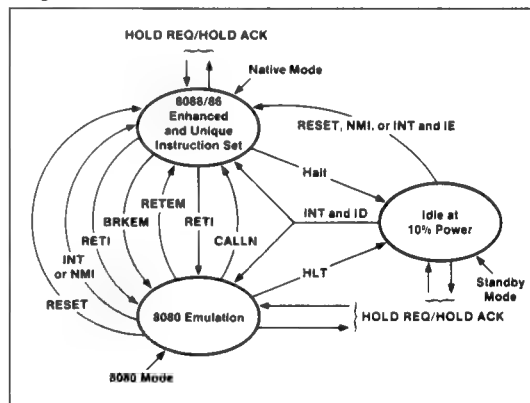 HOLD REQ/HOLD ACK
Native Mode
8088/86
Enhanced
and Unique
Instruction Set
RESET, NMI, or INT and IE
Halt
RETEM
BRKEM
RETI
INT and ID
Idle at
10% Power
RETI
CALLN
INT
or NMI
HLT
RESET
Standby
Mode
8080 Emulation
HOLD REQ/HOLD ACK
8080 Mode